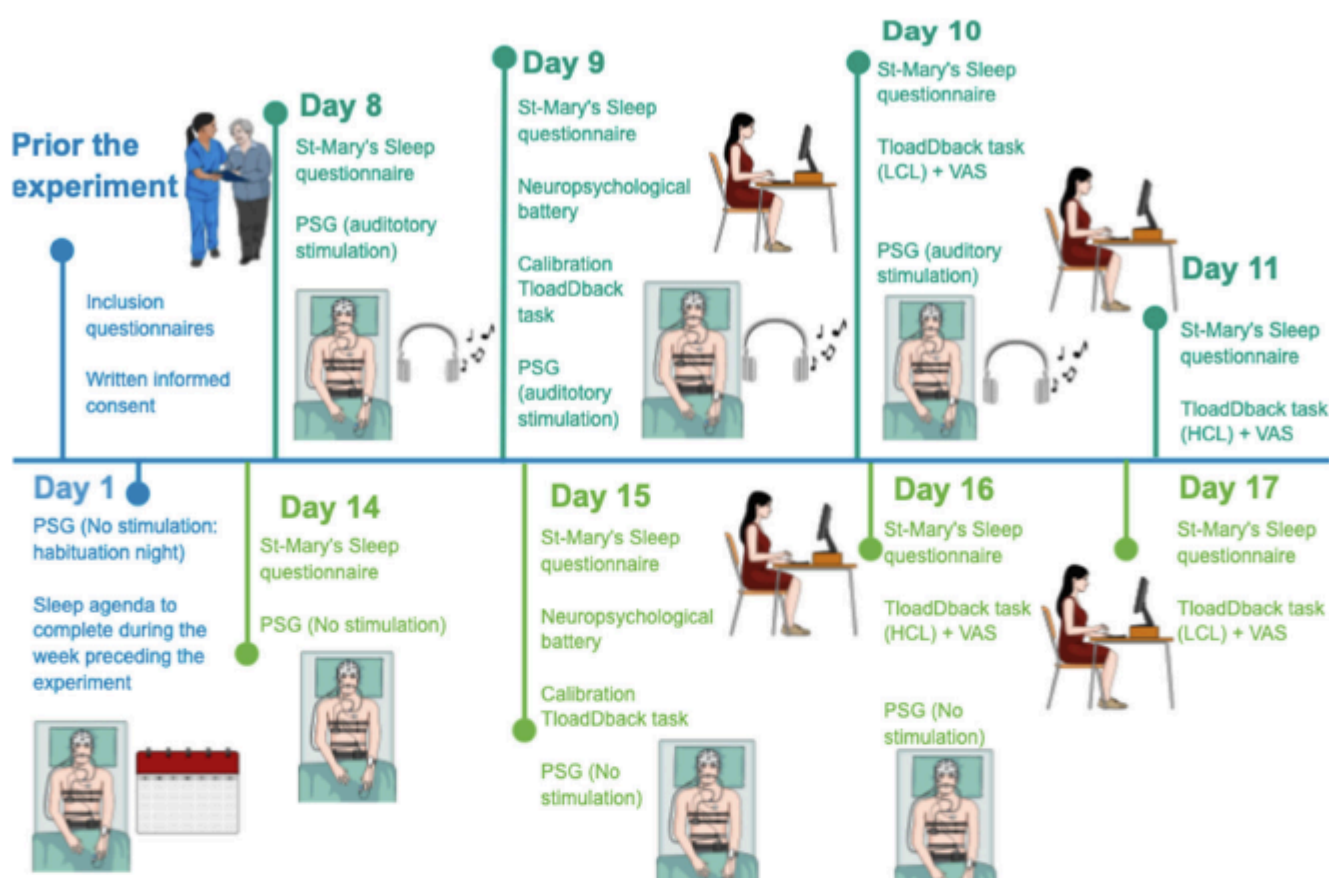 Prior the
experiment
Inclusion
questionnaires
Written informed
consent
Day 8
St-Mary's Sleep
questionnaire
PSG (auditotory
stimulation)
Day 9
St-Mary's Sleep
questionnaire
Neuropsychological
battery
Calibration
TloadDback
task
PSG
(auditotory
stimulation)
Day 10
St-Mary's Sleep
questionnaire
TloadDback task
(LCL) + VAS
PSG (auditory
stimulation)
Day 11
St-Mary's Sleep
questionnaire
TloadDback task
(HCL) + VAS
Day 1
PSG (No stimulation:
habituation night)
Sleep agenda to
complete during the
week preceding the
experiment
Day 14
St-Mary's Sleep
questionnaire
PSG (No stimulation)
Day 15
St-Mary's Sleep
questionnaire
Neuropsychological
battery
Calibration
TloadDback task
PSG (No
stimulation)
Day 16
St-Mary's Sleep
questionnaire
TloadDback task
(HCL) + VAS
PSG (No
stimulation)
Day 17
St-Mary's Sleep
questionnaire
TloadDback task
(LCL) + VAS